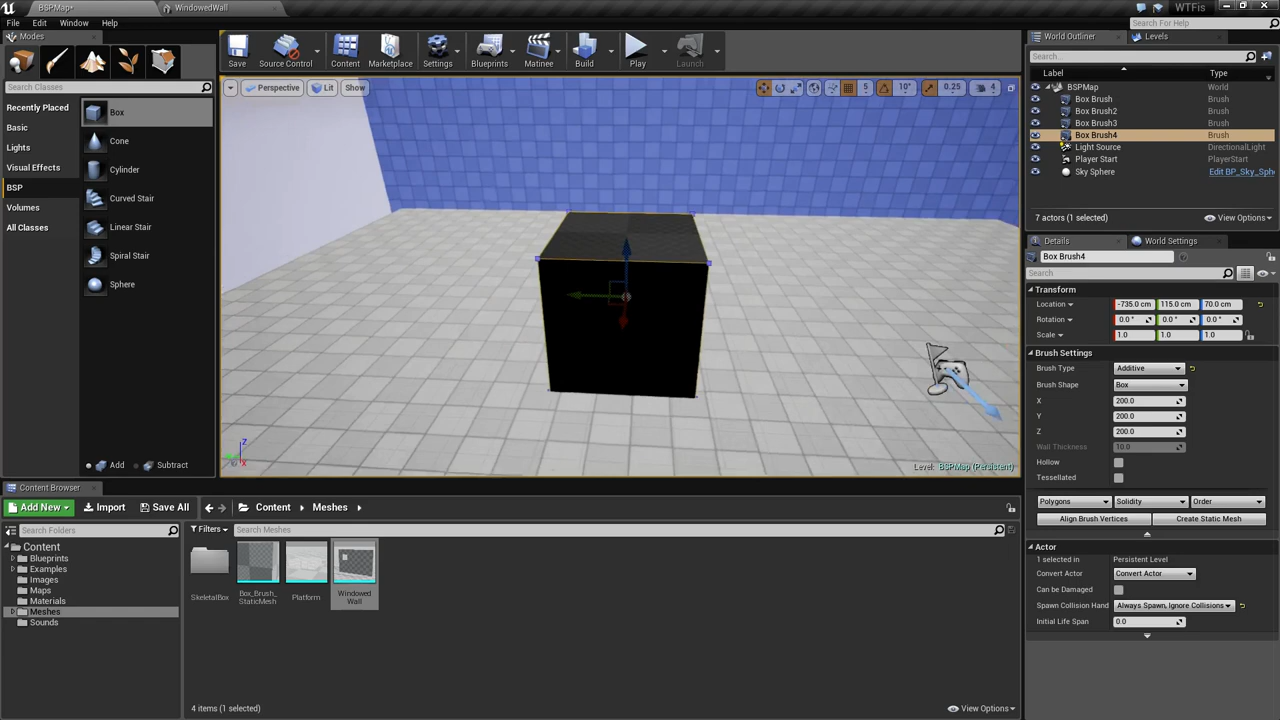 BSPMap*
WindowedWall
WTFis
File Edit Window Help
Search For Help
Modes
Search Classes
Recently Placed
Basic
Lights
Visual Effects
BSP
Volumes
All Classes
Box
Cone
Cylinder
Curved Stair
Linear Stair
Spiral Stair
Sphere
Add Subtract
Save
Source Control
Content
Marketplace
Settings
Blueprints
Matinee
Build
Play
Launch
Perspective Lit Show
5 10° 0.25 4
Level: BSPMap (Persistent)
Z
X
World Outliner Levels
Search...
Label Type
BSPMap World
Box Brush Brush
Box Brush2 Brush
Box Brush3 Brush
Box Brush4 Brush
Light Source DirectionalLight
Player Start PlayerStart
Sky Sphere Edit BP_Sky_Sph
7 actors (1 selected) View Options
Details World Settings
Box Brush4
Search
Transform
Location -735.0 cm 115.0 cm 70.0 cm
Rotation 0.0 ° 0.0 ° 0.0 °
Scale 1.0 1.0 1.0
Brush Settings
Brush Type Additive
Brush Shape Box
X 200.0
Y 200.0
Z 200.0
Wall Thickness 10.0
Hollow
Tessellated
Polygons Solidity Order
Align Brush Vertices Create Static Mesh
Actor
1 selected in Persistent Level
Convert Actor Convert Actor
Can be Damaged
Spawn Collision Hand Always Spawn, Ignore Collisions
Initial Life Span 0.0
Content Browser
Add New Import Save All Content Meshes
Search Folders
Filters Search Meshes
Content
Blueprints
Examples
Images
Maps
Materials
Meshes
Sounds
SkeletalBox
Box_Brush_
StaticMesh
Platform
Windowed
Wall
4 items (1 selected) View Options